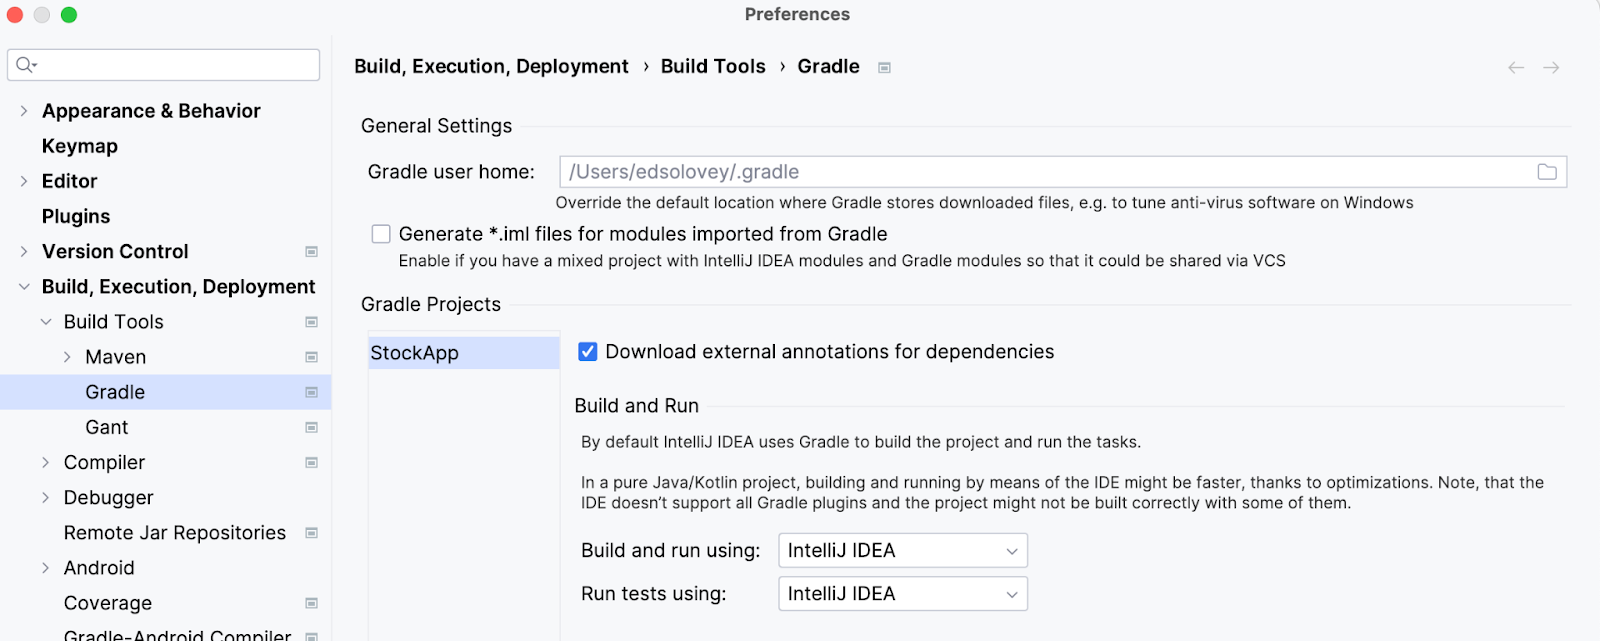 Preferences
Appearance & Behavior
Keymap
Editor
Plugins
Version Control
Build, Execution, Deployment
Build Tools
Maven
Gradle
Gant
Compiler
Debugger
Remote Jar Repositories
Android
Coverage
Gradle-Android Compiler
Build, Execution, Deployment › Build Tools › Gradle
General Settings
Gradle user home: /Users/edsolovey/.gradle
Override the default location where Gradle stores downloaded files, e.g. to tune anti-virus software on Windows
Generate *.iml files for modules imported from Gradle
Enable if you have a mixed project with IntelliJ IDEA modules and Gradle modules so that it could be shared via VCS
Gradle Projects
StockApp
Download external annotations for dependencies
Build and Run
By default IntelliJ IDEA uses Gradle to build the project and run the tasks.
In a pure Java/Kotlin project, building and running by means of the IDE might be faster, thanks to optimizations. Note, that the
IDE doesn't support all Gradle plugins and the project might not be built correctly with some of them.
Build and run using: IntelliJ IDEA
Run tests using: IntelliJ IDEA